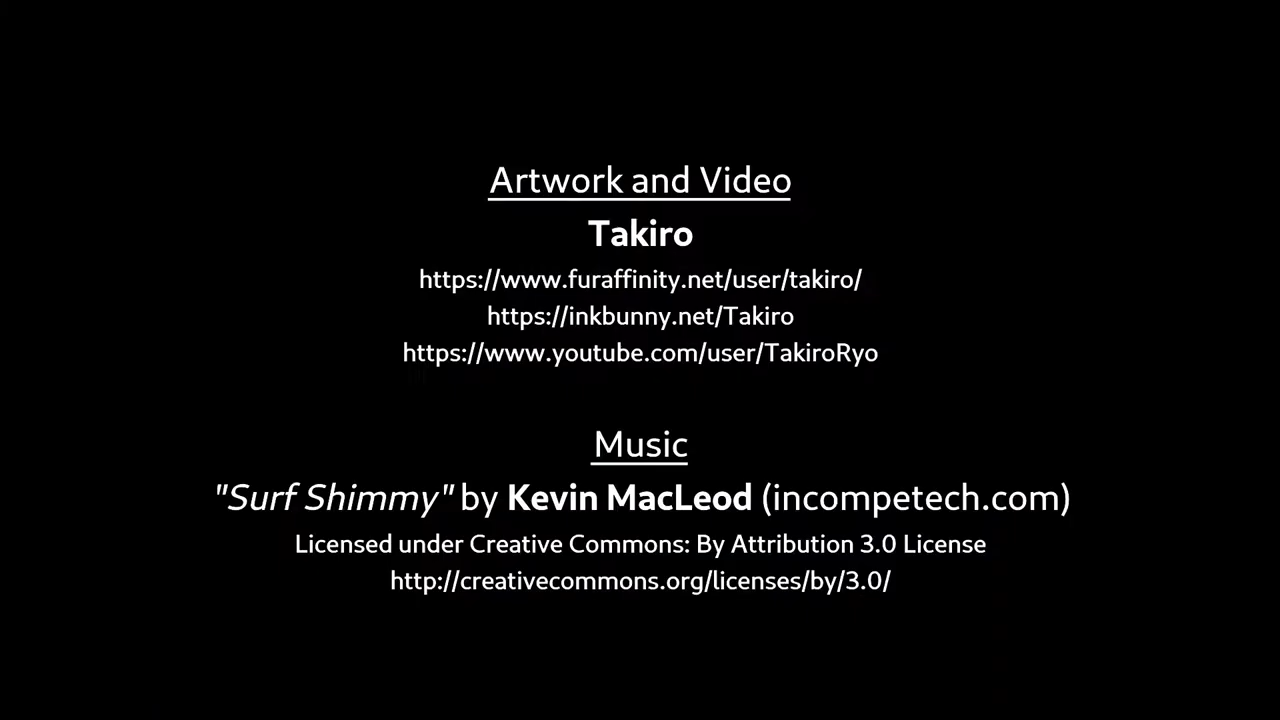 Artwork and Video
Takiro
https://www.furaffinity.net/user/takiro/
https://inkbunny.net/Takiro
https://www.youtube.com/user/TakiroRyo
Music
"Surf Shimmy" by Kevin MacLeod (incompetech.com)
Licensed under Creative Commons: By Attribution 3.0 License
http://creativecommons.org/licenses/by/3.0/